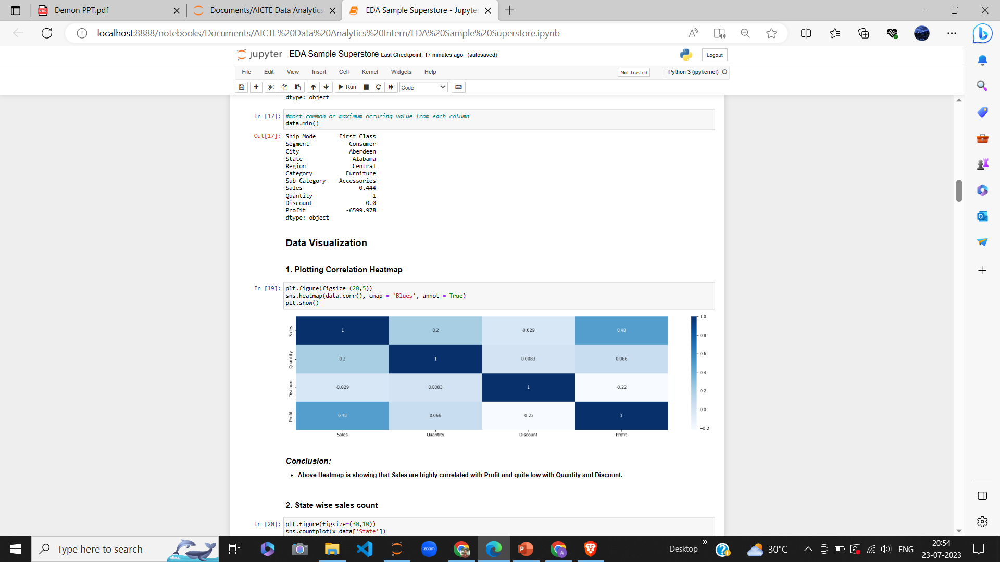 Demon PPT.pdf
Documents/AICTE Data Analytics
EDA Sample Superstore - Jupyter
localhost:8888/notebooks/Documents/AICTE%20Data%20Analytics%20Intern/EDA%20Sample%20Superstore.ipynb
jupyter EDA Sample Superstore Last Checkpoint: 17 minutes ago (autosaved)
Logout
File Edit View Insert Cell Kernel Widgets Help
Not Trusted
Python 3 (ipykernel)
Run
Code
dtype: object
In [17]: #most common or maximum occuring value from each column
data.min()
Out[17]: Ship Mode First Class
Segment Consumer
City Aberdeen
State Alabama
Region Central
Category Furniture
Sub-Category Accessories
Sales 0.444
Quantity 1
Discount 0.0
Profit -6599.978
dtype: object
Data Visualization
1. Plotting Correlation Heatmap
In [19]: plt.figure(figsize=(20,5))
sns.heatmap(data.corr(), cmap = 'Blues', annot = True)
plt.show()
Sales 1 0.2 -0.029 0.48
Quantity 0.2 1 0.0083 0.066
Discount -0.029 0.0083 1 -0.22
Profit 0.48 0.066 -0.22 1
Sales Quantity Discount Profit
1.0
0.8
0.6
0.4
0.2
0.0
-0.2
Conclusion:
• Above Heatmap is showing that Sales are highly correlated with Profit and quite low with Quantity and Discount.
2. State wise sales count
In [20]: plt.figure(figsize=(30,10))
sns.countplot(x=data['State'])
Type here to search
zoom
Desktop
30°C
ENG
20:54
23-07-2023